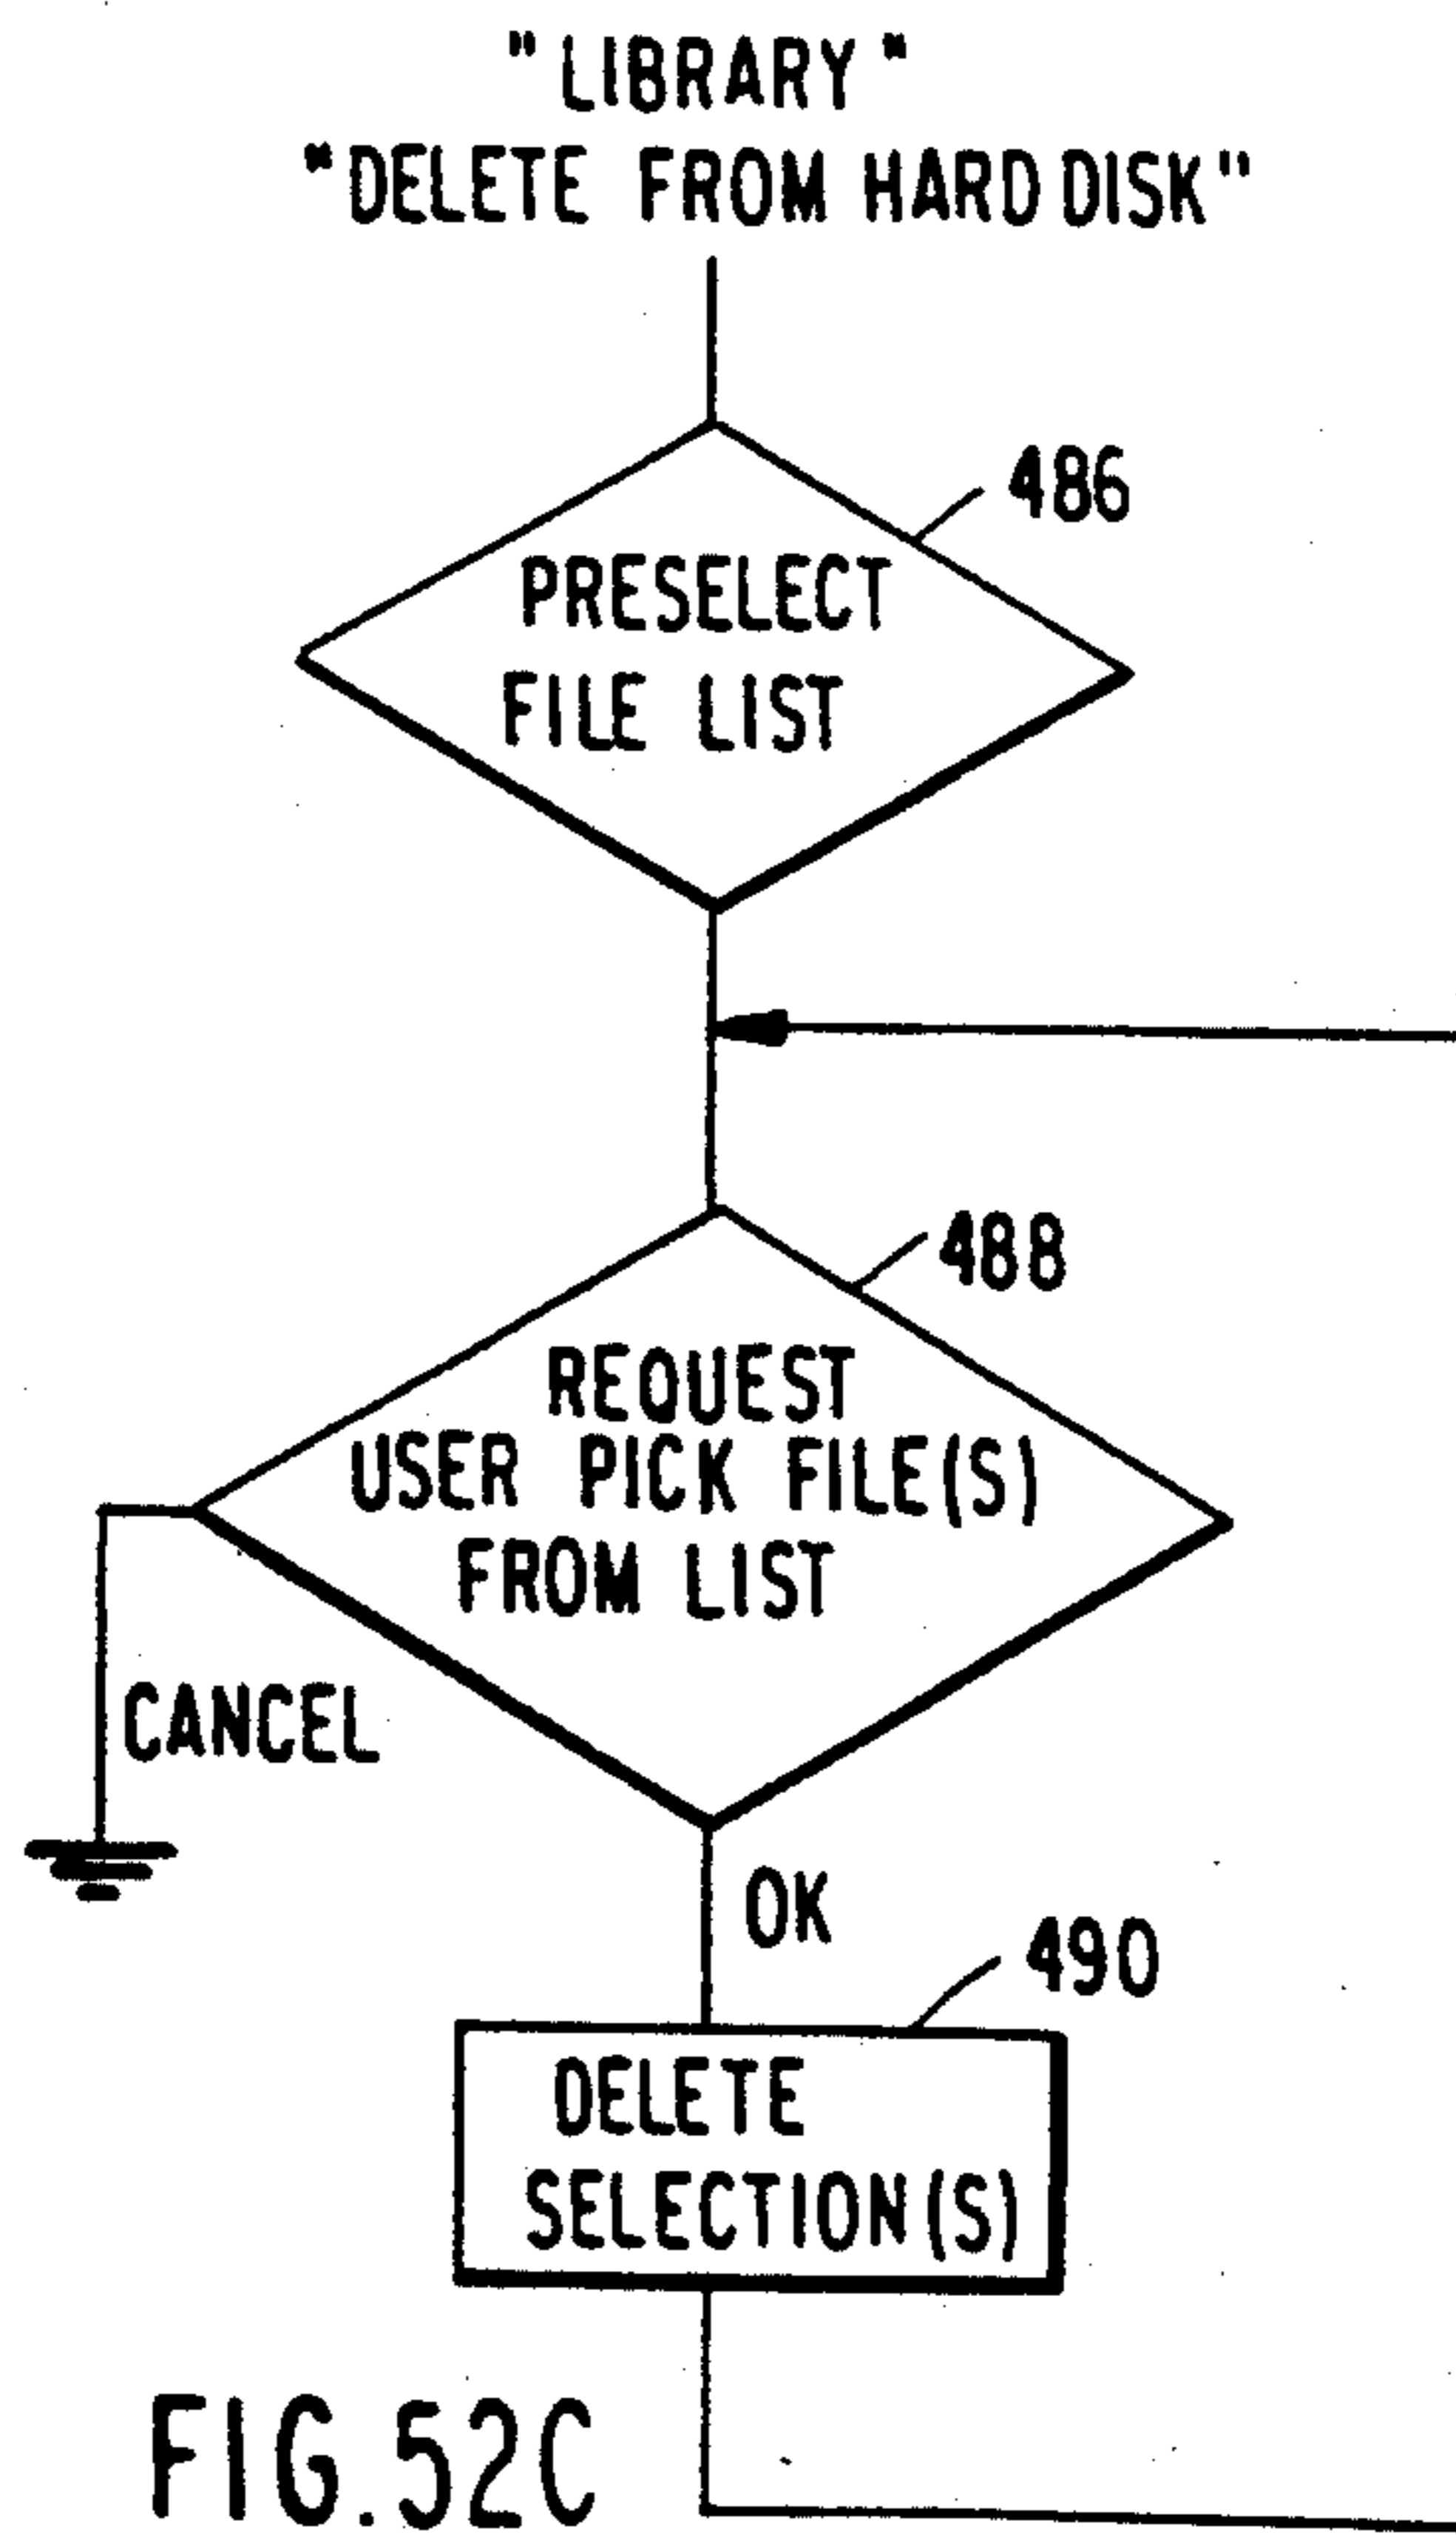 "LIBRARY"
"DELETE FROM HARD DISK"
486
PRESELECT
FILE LIST
488
REQUEST
USER PICK FILE(S)
FROM LIST
CANCEL
OK
490
DELETE
SELECTION(S)
FIG.52C